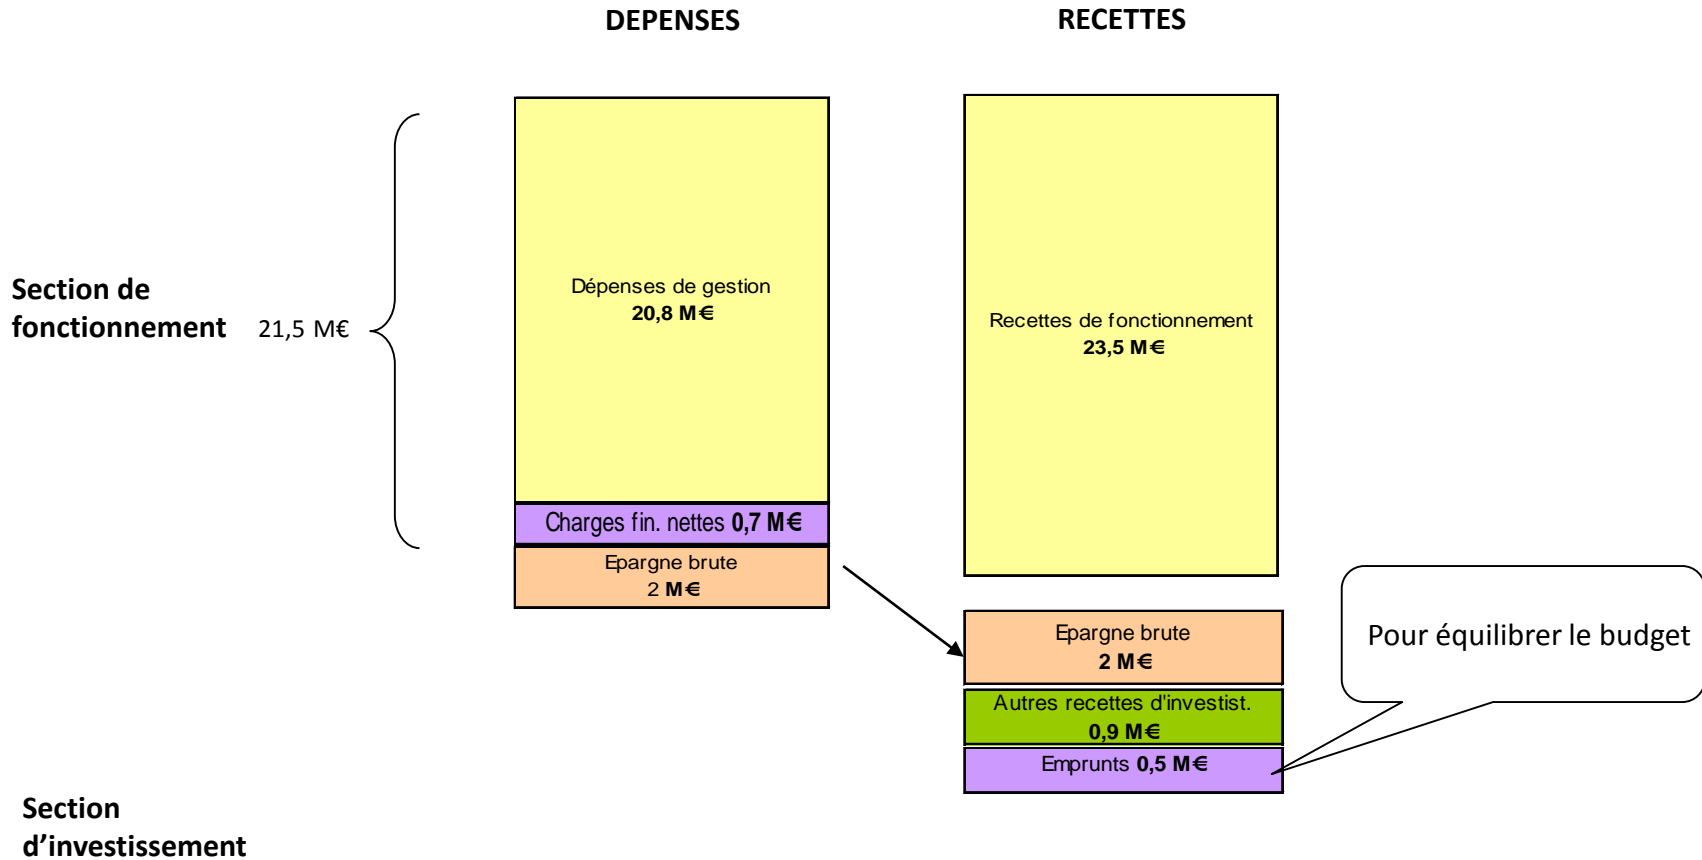 DEPENSES
RECETTES
Section de
fonctionnement
21,5 M€
Dépenses de gestion
20,8 M€
Charges fin. nettes 0,7 M€
Epargne brute
2 M€
Recettes de fonctionnement
23,5 M€
Epargne brute
2 M€
Autres recettes d'investist.
0,9 M€
Emprunts 0,5 M€
Pour équilibrer le budget
Section
d’investissement